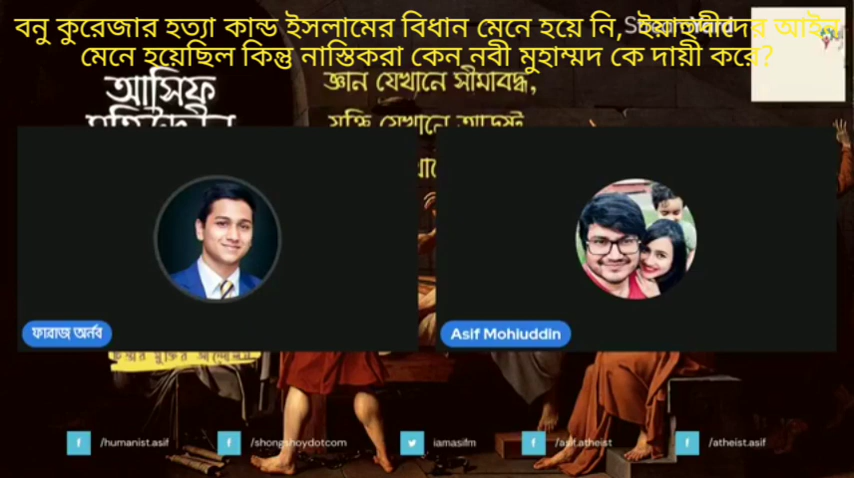 বনু কুরেজার হত্যা কান্ড ইসলামের বিধান মেনে হয়ে নি, ইয়াহুদীদের আইন
মেনে হয়েছিল কিন্তু নাস্তিকরা কেন নবী মুহাম্মদ কে দায়ী করে?
আসিফ
জ্ঞান যেখানে সীমাবদ্ধ,
যেখানে
ফারাজ অর্নব
Asif Mohiuddin
/humanist.asif
/shongshoydotcom
iamasifm
/asif.atheist
/atheist.asif